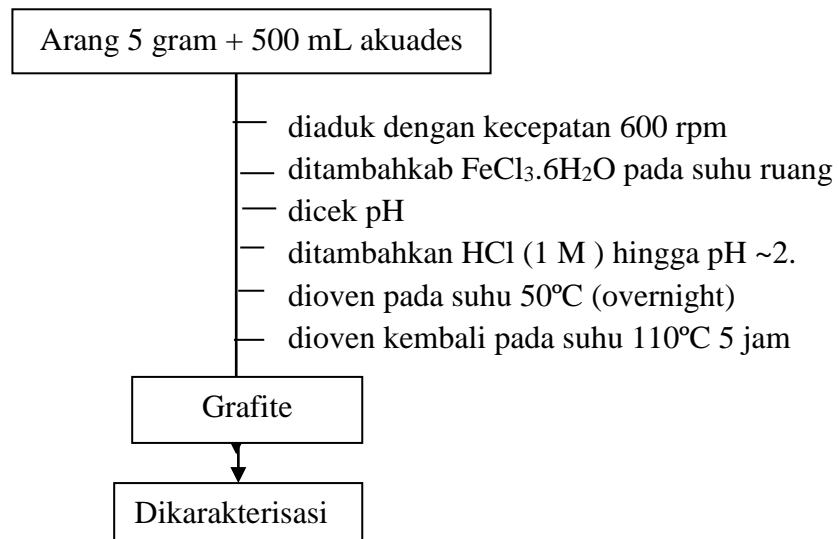 Arang 5 gram + 500 mL akuades
diaduk dengan kecepatan 600 rpm
ditambahkab FeCl₃.6H₂O pada suhu ruang
dicek pH
ditambahkan HCl (1 M ) hingga pH ~2.
dioven pada suhu 50ºC (overnight)
dioven kembali pada suhu 110ºC 5 jam
Grafite
Dikarakterisasi